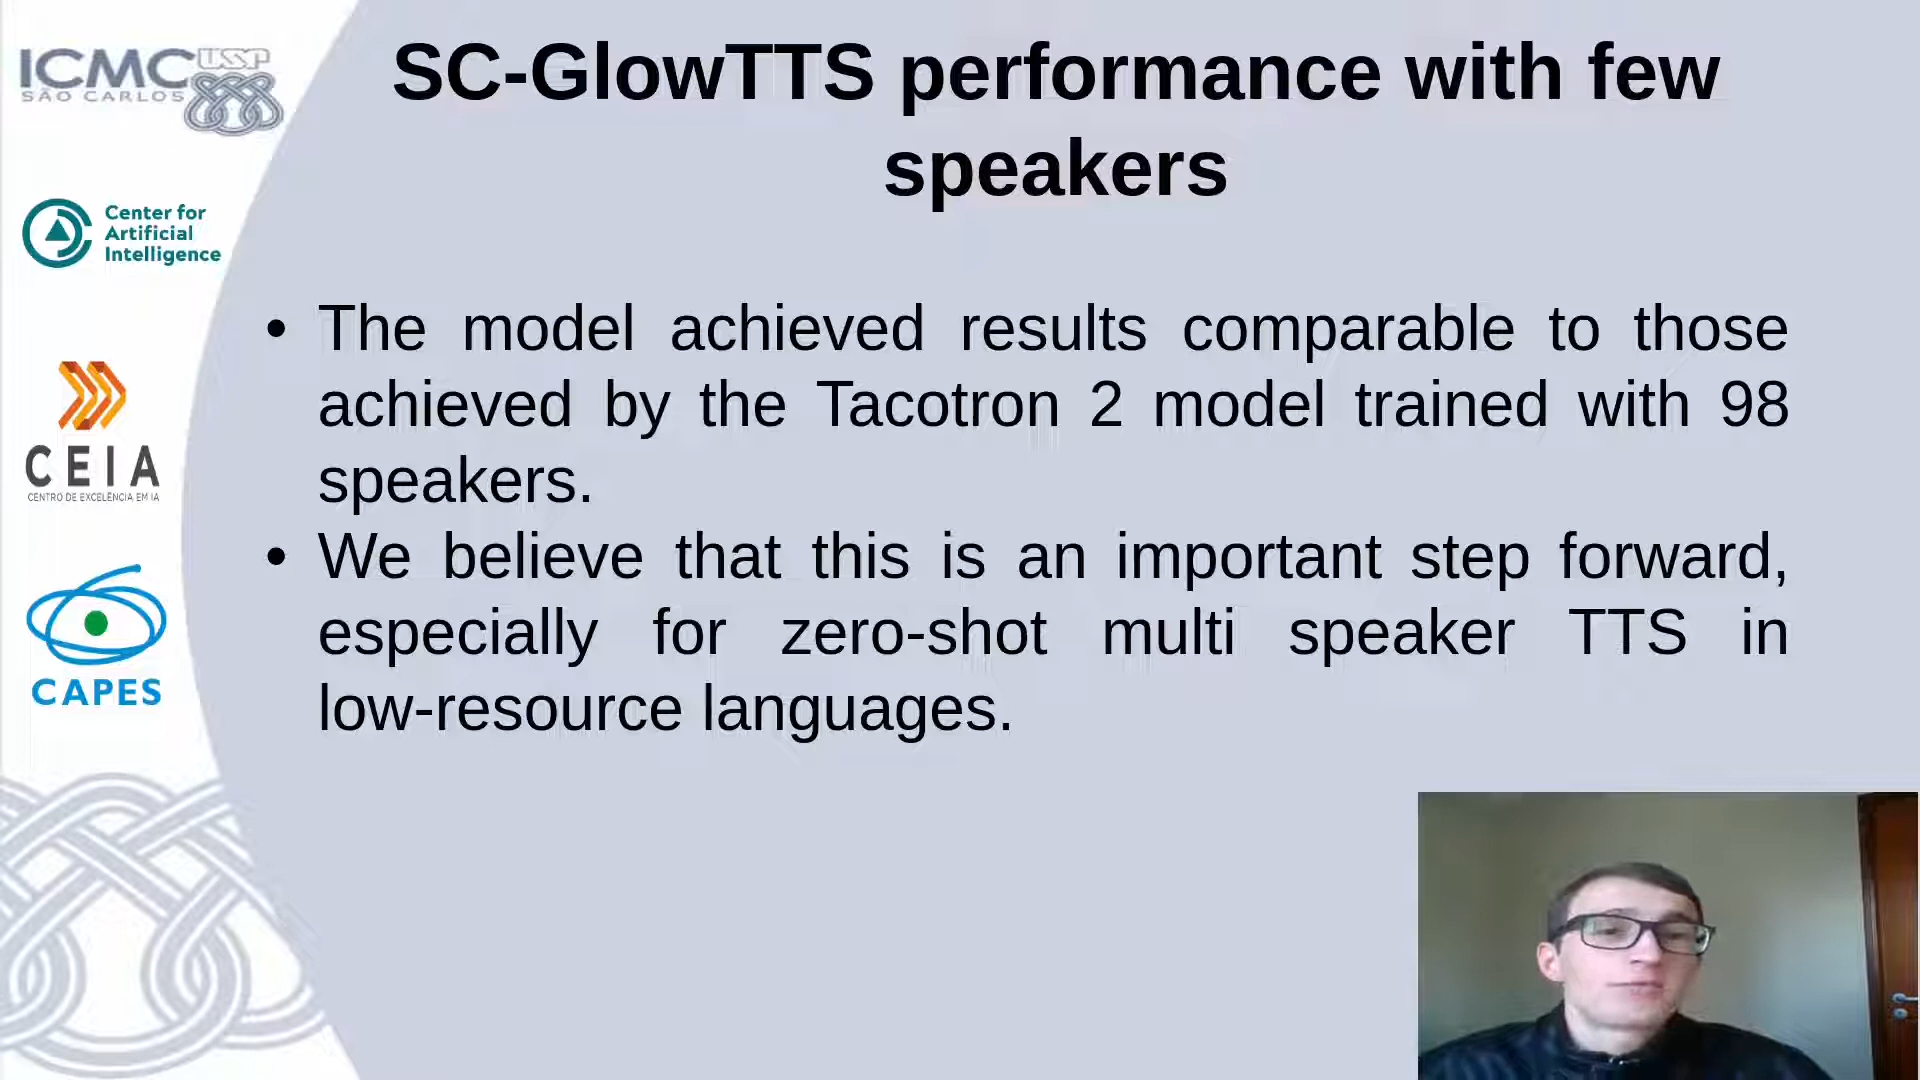 ICMC USP
SÃO CARLOS
Center for
Artificial
Intelligence
CEIA
CENTRO DE EXCELÊNCIA EM IA
CAPES
SC-GlowTTS performance with few
speakers
• The model achieved results comparable to those
achieved by the Tacotron 2 model trained with 98
speakers.
• We believe that this is an important step forward,
especially for zero-shot multi speaker TTS in
low-resource languages.